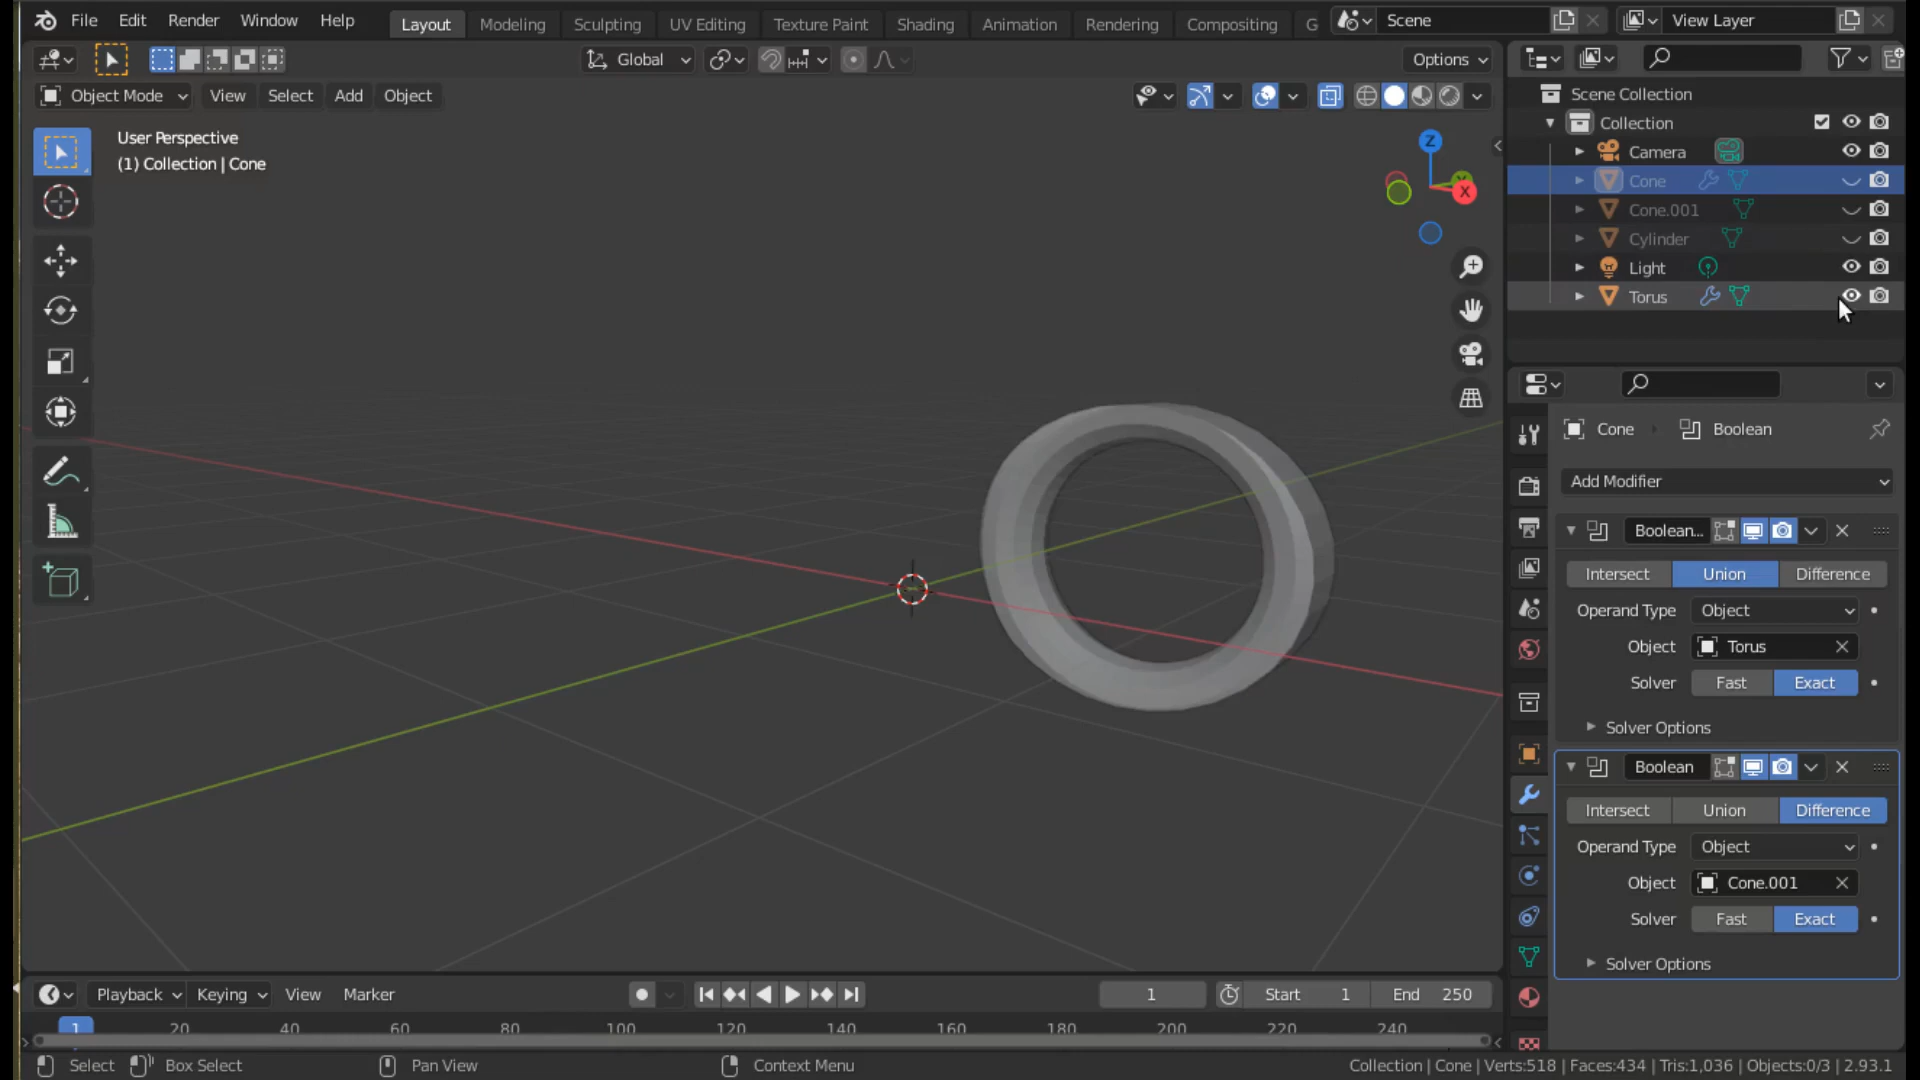 File Edit Render Window Help Layout Modeling Sculpting UV Editing Texture Paint Shading Animation Rendering Compositing G Scene View Layer
Global Options
Object Mode View Select Add Object
User Perspective
(1) Collection | Cone
Z
X
Scene Collection
Collection
Camera
Cone
Cone.001
Cylinder
Light
Torus
Cone Boolean
Add Modifier
Boolean...
Intersect Union Difference
Operand Type Object
Object Torus
Solver Fast Exact
Solver Options
Boolean
Intersect Union Difference
Operand Type Object
Object Cone.001
Solver Fast Exact
Solver Options
Playback Keying View Marker 1 Start 1 End 250
1 20 40 60 80 100 120 140 160 180 200 220 240
Select Box Select Pan View Context Menu Collection | Cone | Verts:518 | Faces:434 | Tris:1,036 | Objects:0/3 | 2.93.1